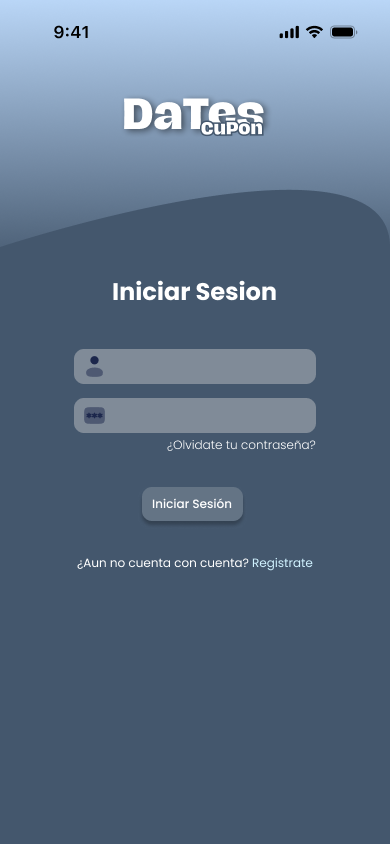 9:41
DaTes
CuPon
Iniciar Sesion
¿Olvidate tu contraseña?
Iniciar Sesión
¿Aun no cuenta con cuenta? Registrate